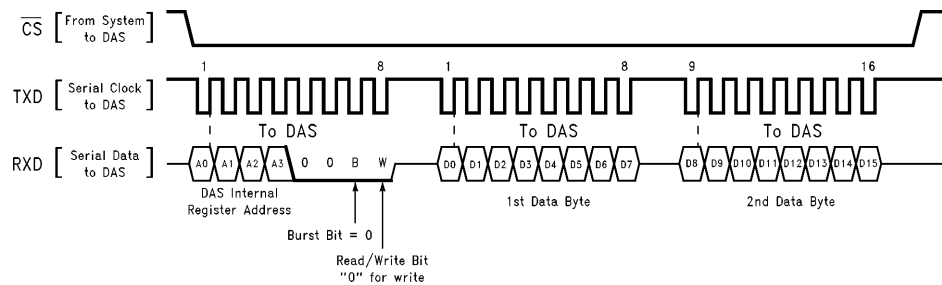 CS [ From System to DAS ]
1 8 1 8 9 16
TXD [ Serial Clock to DAS ]
To DAS To DAS To DAS
RXD [ Serial Data to DAS ]
A0 A1 A2 A3 0 0 B W D0 D1 D2 D3 D4 D5 D6 D7 D8 D9 D10 D11 D12 D13 D14 D15
DAS Internal
Register Address
1st Data Byte 2nd Data Byte
Burst Bit = 0
Read/Write Bit
"0" for write